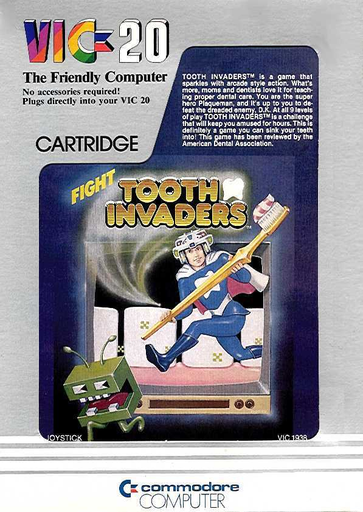 VIC-20
The Friendly Computer
No accessories required!
Plugs directly into your VIC 20
CARTRIDGE
TOOTH INVADERS™ is a game that
sparkles with arcade style action. What's
more, moms and dentists love it for teach-
ing proper dental care. You are the super
hero Plaqueman, and it's up to you to de-
feat the dreaded enemy, D.K. At all 9 levels
of play TOOTH INVADERS™ is a challenge
that will keep you amused for hours. This is
definitely a game you can sink your teeth
into! This game has been reviewed by the
American Dental Association.
FIGHT
TOOTH
INVADERS™
JOYSTICK
VIC 1938
commodore
COMPUTER